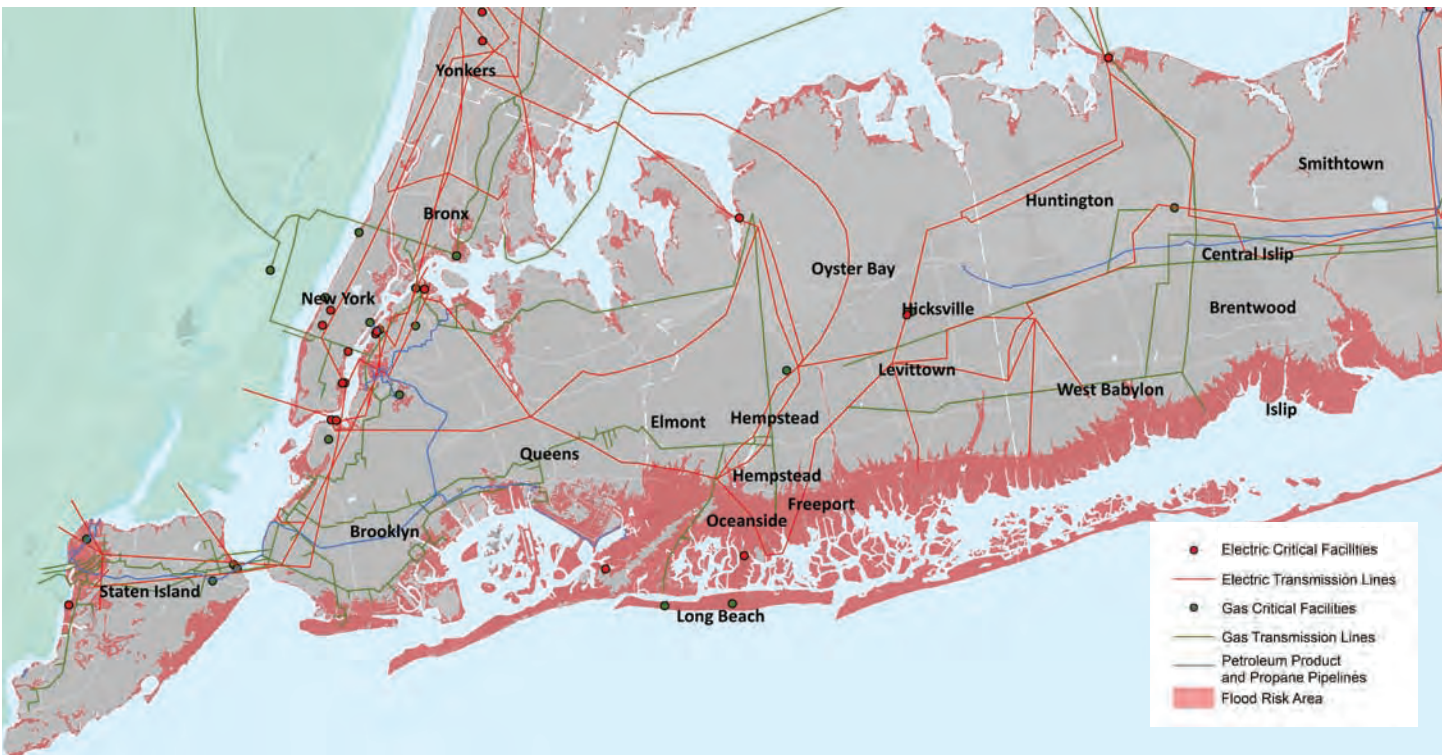 Yonkers
Smithtown
Huntington
Bronx
Central Islip
Oyster Bay
New York
Hicksville
Brentwood
Levittown
West Babylon
Islip
Elmont
Hempstead
Queens
Hempstead
Freeport
Oceanside
Brooklyn
Staten Island
Long Beach
Electric Critical Facilities
Electric Transmission Lines
Gas Critical Facilities
Gas Transmission Lines
Petroleum Product
and Propane Pipelines
Flood Risk Area